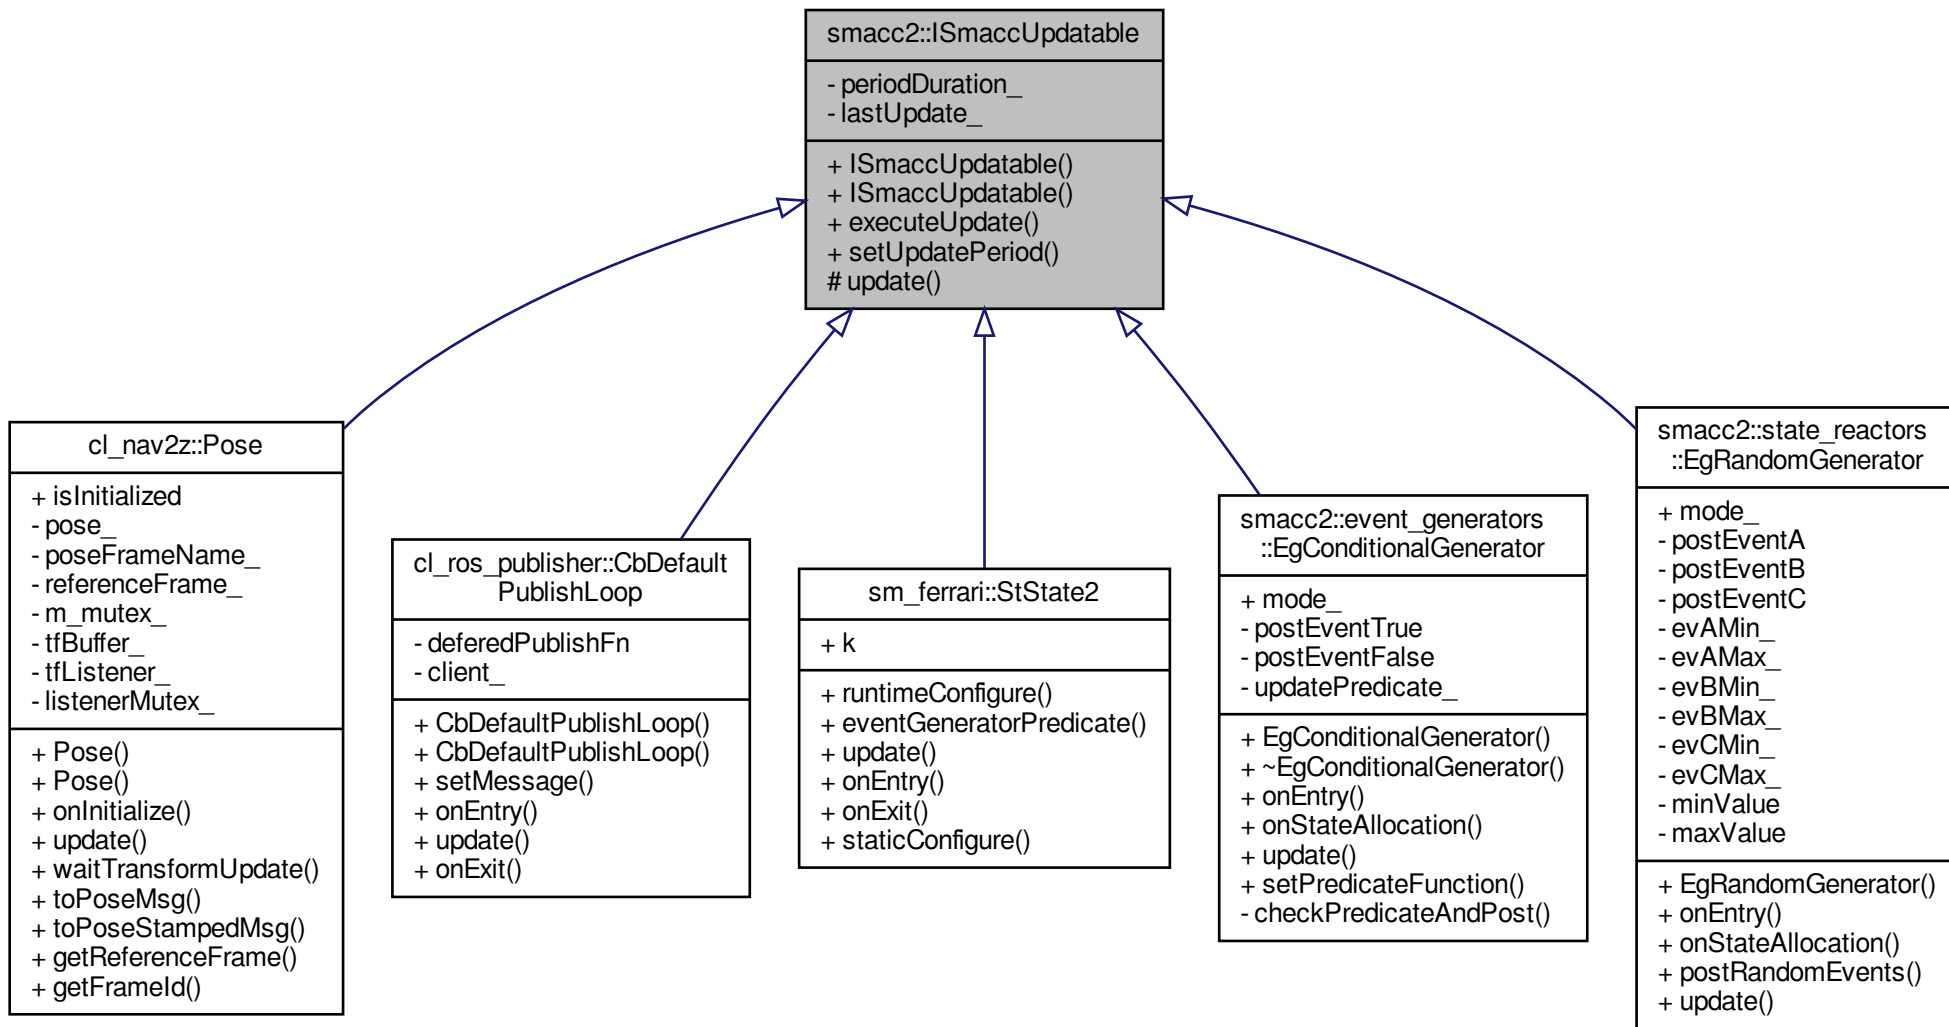 smacc2::ISmaccUpdatable
- periodDuration_
- lastUpdate_
+ ISmaccUpdatable()
+ ISmaccUpdatable()
+ executeUpdate()
+ setUpdatePeriod()
# update()
cl_nav2z::Pose
+ isInitialized
- pose_
- poseFrameName_
- referenceFrame_
- m_mutex_
- tfBuffer_
- tfListener_
- listenerMutex_
+ Pose()
+ Pose()
+ onInitialize()
+ update()
+ waitTransformUpdate()
+ toPoseMsg()
+ toPoseStampedMsg()
+ getReferenceFrame()
+ getFrameId()
cl_ros_publisher::CbDefault
PublishLoop
- deferedPublishFn
- client_
+ CbDefaultPublishLoop()
+ CbDefaultPublishLoop()
+ setMessage()
+ onEntry()
+ update()
+ onExit()
sm_ferrari::StState2
+ k
+ runtimeConfigure()
+ eventGeneratorPredicate()
+ update()
+ onEntry()
+ onExit()
+ staticConfigure()
smacc2::event_generators
::EgConditionalGenerator
+ mode_
- postEventTrue
- postEventFalse
- updatePredicate_
+ EgConditionalGenerator()
+ ~EgConditionalGenerator()
+ onEntry()
+ onStateAllocation()
+ update()
+ setPredicateFunction()
- checkPredicateAndPost()
smacc2::state_reactors
::EgRandomGenerator
+ mode_
- postEventA
- postEventB
- postEventC
- evAMin_
- evAMax_
- evBMin_
- evBMax_
- evCMin_
- evCMax_
- minValue
- maxValue
+ EgRandomGenerator()
+ onEntry()
+ onStateAllocation()
+ postRandomEvents()
+ update()